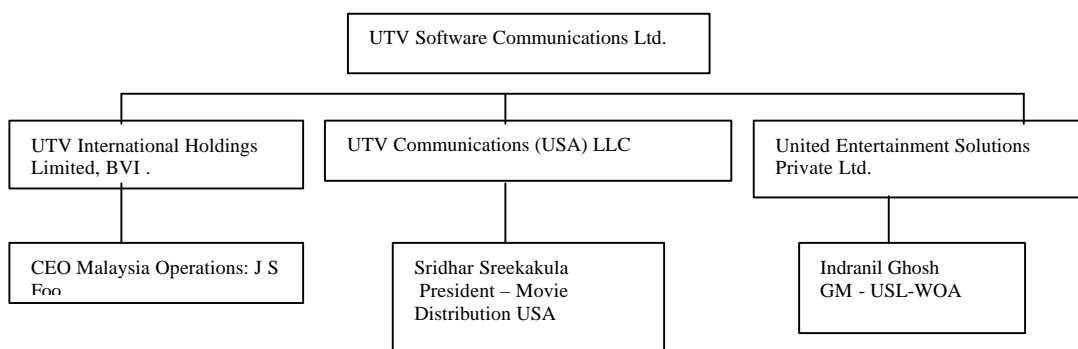 UTV Software Communications Ltd.
UTV International Holdings
Limited, BVI .
UTV Communications (USA) LLC
United Entertainment Solutions
Private Ltd.
CEO Malaysia Operations: J S
Foo
Sridhar Sreekakula
President – Movie
Distribution USA
Indranil Ghosh
GM - USL-WOA